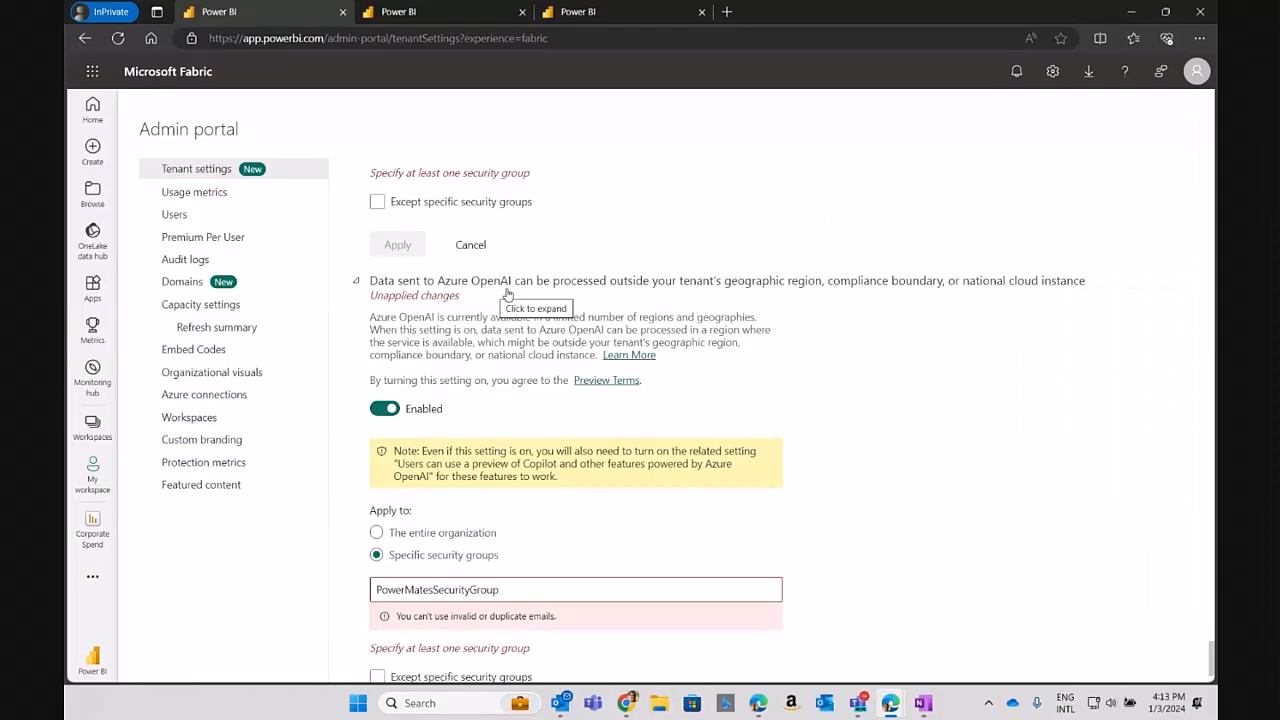 InPrivate
Power BI
Power BI
Power BI
https://app.powerbi.com/admin-portal/tenantSettings?experience=fabric
Microsoft Fabric
Home
Create
Browse
OneLake
data hub
Apps
Metrics
Monitoring
hub
Workspaces
My
workspace
Corporate
Spend
Power BI
Admin portal
Tenant settings New
Usage metrics
Users
Premium Per User
Audit logs
Domains New
Capacity settings
Refresh summary
Embed Codes
Organizational visuals
Azure connections
Workspaces
Custom branding
Protection metrics
Featured content
Specify at least one security group
Except specific security groups
Apply Cancel
Data sent to Azure OpenAI can be processed outside your tenant's geographic region, compliance boundary, or national cloud instance
Unapplied changes
Click to expand
Azure OpenAI is currently available in a limited number of regions and geographies.
When this setting is on, data sent to Azure OpenAI can be processed in a region where
the service is available, which might be outside your tenant's geographic region,
compliance boundary, or national cloud instance. Learn More
By turning this setting on, you agree to the Preview Terms.
Enabled
Note: Even if this setting is on, you will also need to turn on the related setting
"Users can use a preview of Copilot and other features powered by Azure
OpenAI" for these features to work.
Apply to:
The entire organization
Specific security groups
PowerMatesSecurityGroup
You can't use invalid or duplicate emails.
Specify at least one security group
Except specific security groups
Search
ENG
INTL
4:13 PM
1/3/2024